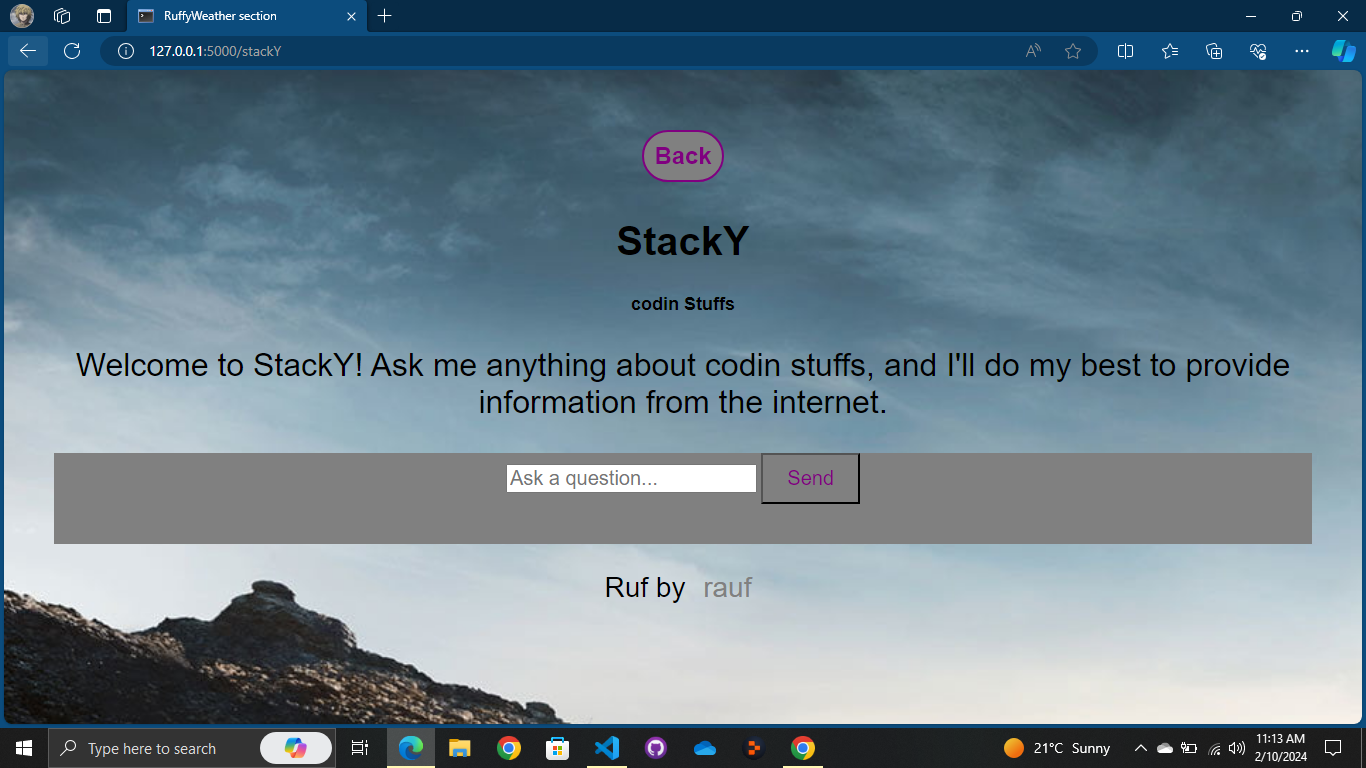 RuffyWeather section
127.0.0.1:5000/stackY
Back
StackY
codin Stuffs
Welcome to StackY! Ask me anything about codin stuffs, and I'll do my best to provide
information from the internet.
Ask a question...
Send
Ruf by rauf
Type here to search
21°C Sunny
11:13 AM
2/10/2024